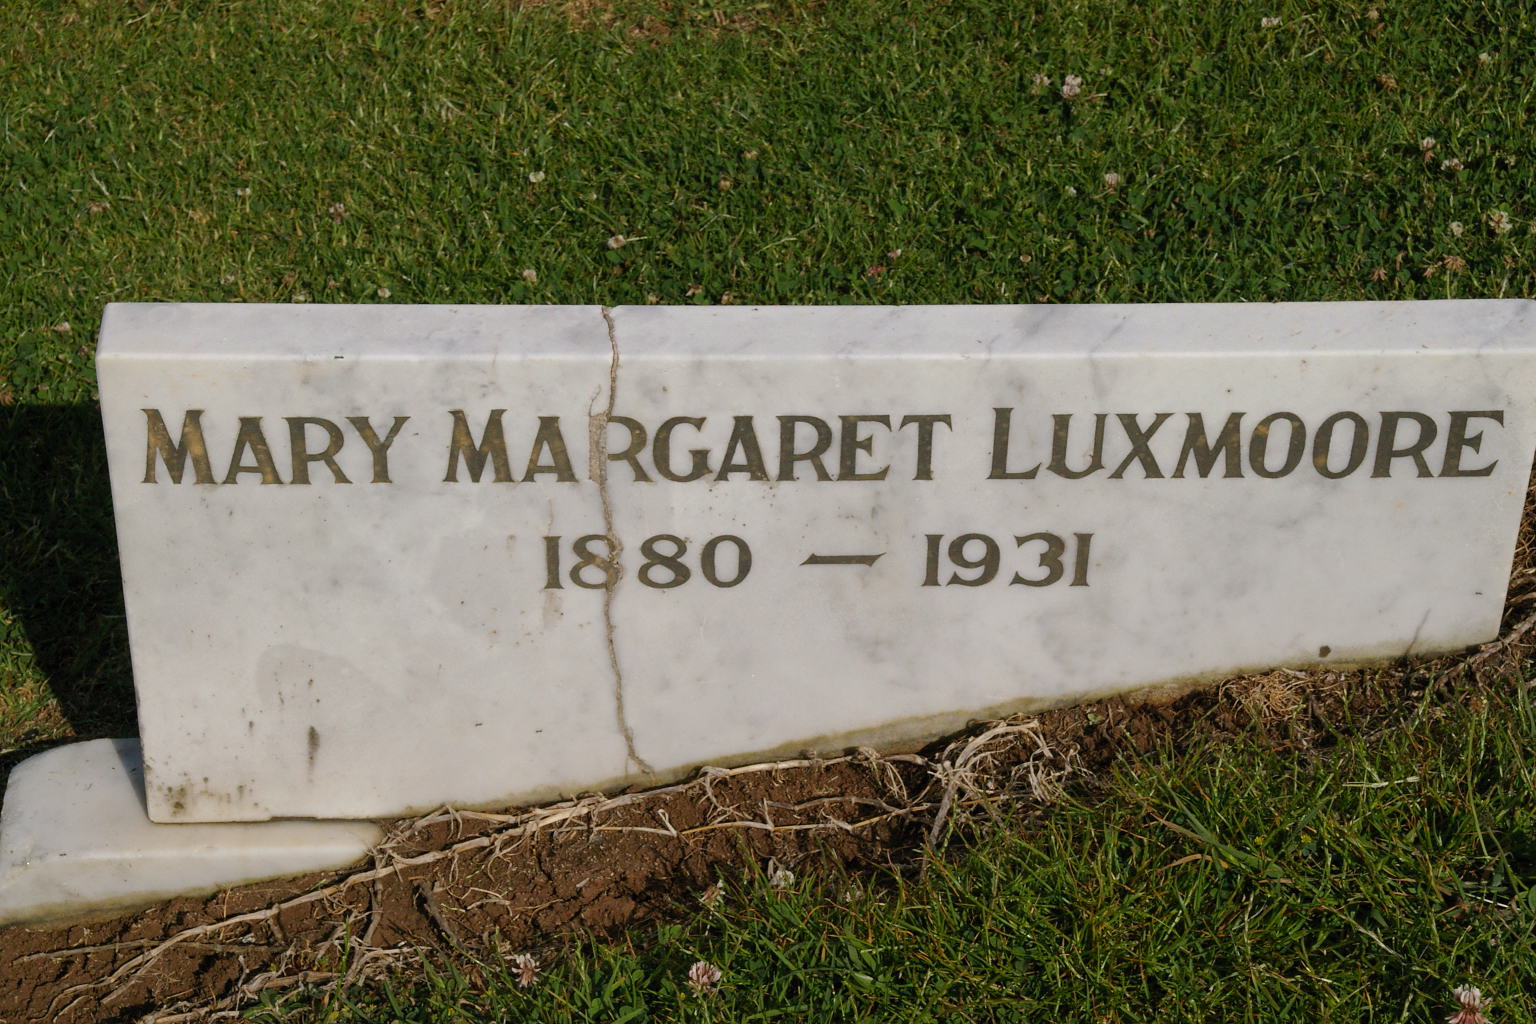 MARY MARGARET LUXMOORE
1880 – 1931